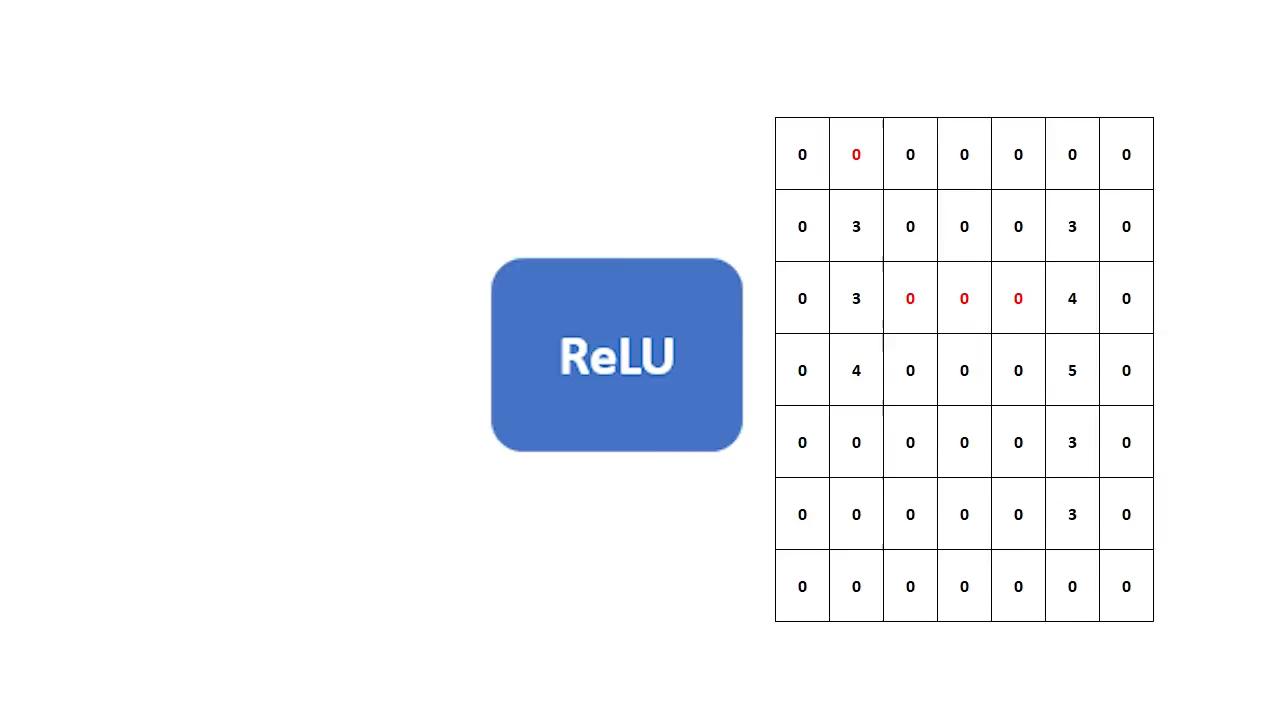 ReLU
0 0 0 0 0 0 0
0 3 0 0 0 3 0
0 3 0 0 0 4 0
0 4 0 0 0 5 0
0 0 0 0 0 3 0
0 0 0 0 0 3 0
0 0 0 0 0 0 0